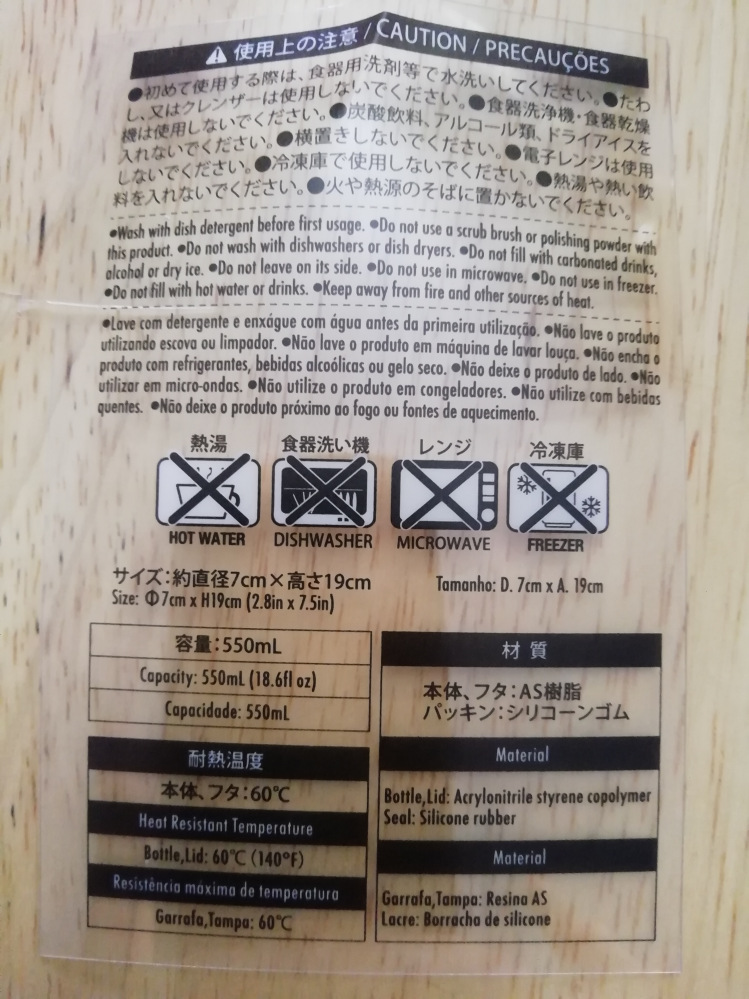 ⚠ 使用上の注意 / CAUTION / PRECAUÇÕES
●初めて使用する際は、食器用洗剤等で水洗いしてください。●たわ
し、又はクレンザーは使用しないでください。●食器洗浄機・食器乾燥
機は使用しないでください。●炭酸飲料、アルコール類、ドライアイスを
入れないでください。●横置きしないでください。●電子レンジは使用
しないでください。●冷凍庫で使用しないでください。●熱湯や熱い飲
料を入れないでください。●火や熱源のそばに置かないでください。
●Wash with dish detergent before first usage. ●Do not use a scrub brush or polishing powder with
this product. ●Do not wash with dishwashers or dish dryers. ●Do not fill with carbonated drinks,
alcohol or dry ice. ●Do not leave on its side. ●Do not use in microwave. ●Do not use in freezer.
●Do not fill with hot water or drinks. ●Keep away from fire and other sources of heat.
●Lave com detergente e enxágue com água antes da primeira utilização. ●Não lave o produto
utilizando escova ou limpador. ●Não lave o produto em máquina de lavar louça. ●Não encha o
produto com refrigerantes, bebidas alcoólicas ou gelo seco. ●Não deixe o produto de lado. ●Não
utilizar em micro-ondas. ●Não utilize o produto em congeladores. ●Não utilize com bebidas
quentes. ●Não deixe o produto próximo ao fogo ou fontes de aquecimento.
熱湯 食器洗い機 レンジ 冷凍庫
HOT WATER DISHWASHER MICROWAVE FREEZER
サイズ:約直径7cm×高さ19cm
Size: Φ7cm x H19cm (2.8in x 7.5in)
Tamanho: D. 7cm x A. 19cm
容量:550mL
Capacity: 550mL (18.6fl oz)
Capacidade: 550mL
耐熱温度
本体、フタ:60℃
Heat Resistant Temperature
Bottle,Lid: 60℃ (140°F)
Resistência máxima de temperatura
Garrafa,Tampa: 60℃
材質
本体、フタ:AS樹脂
パッキン:シリコーンゴム
Material
Bottle,Lid: Acrylonitrile styrene copolymer
Seal: Silicone rubber
Material
Garrafa,Tampa: Resina AS
Lacre: Borracha de silicone